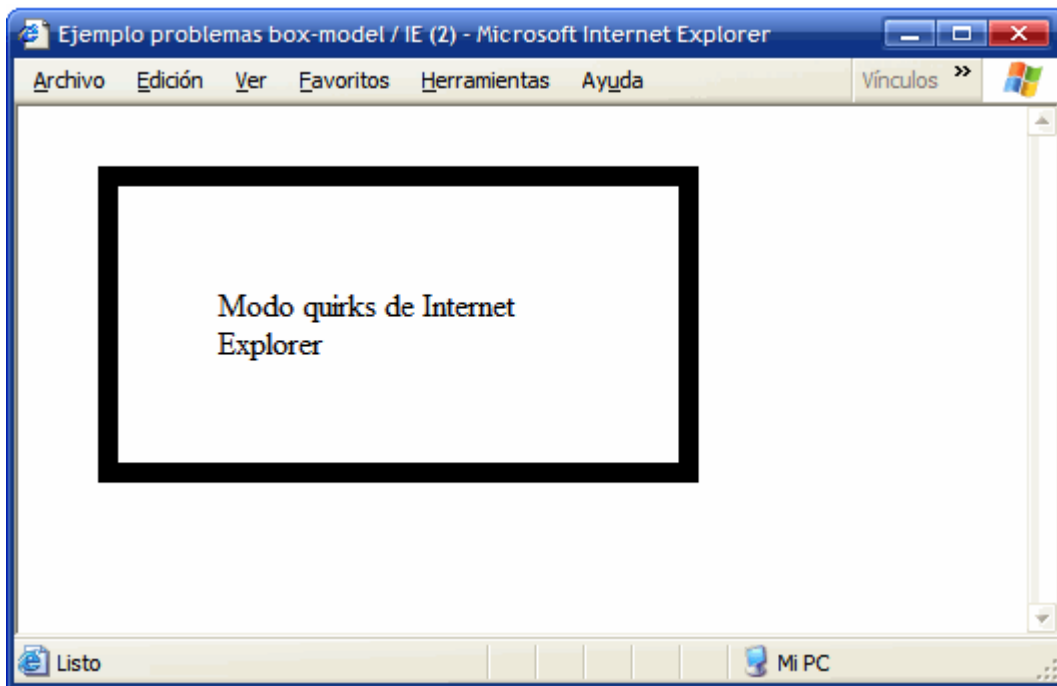 Ejemplo problemas box-model / IE (2) - Microsoft Internet Explorer
Archivo Edición Ver Favoritos Herramientas Ayuda Vínculos »
Modo quirks de Internet
Explorer
Listo Mi PC